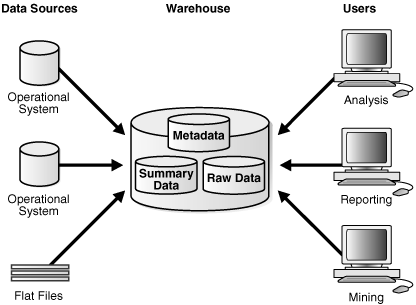 Data Sources
Warehouse
Users
Operational
System
Operational
System
Flat Files
Metadata
Summary
Data
Raw Data
Analysis
Reporting
Mining